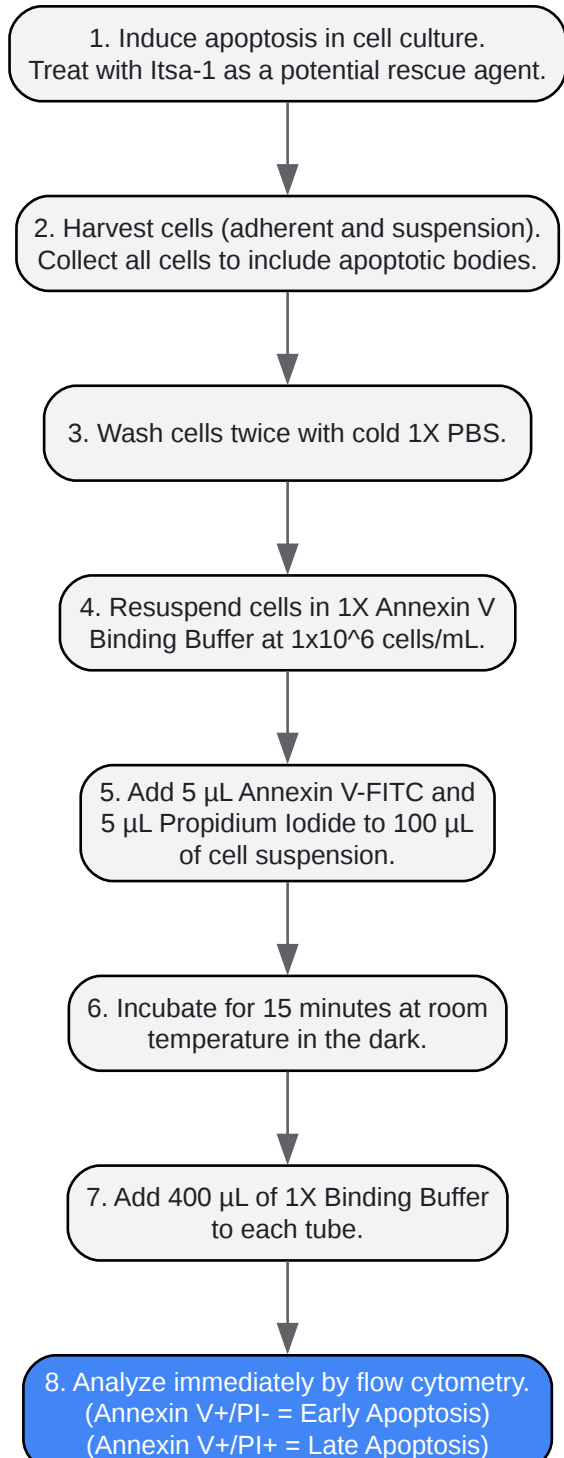 1. Induce apoptosis in cell culture.
Treat with Itsa-1 as a potential rescue agent.
2. Harvest cells (adherent and suspension).
Collect all cells to include apoptotic bodies.
3. Wash cells twice with cold 1X PBS.
4. Resuspend cells in 1X Annexin V
Binding Buffer at 1x10^6 cells/mL.
5. Add 5 µL Annexin V-FITC and
5 µL Propidium Iodide to 100 µL
of cell suspension.
6. Incubate for 15 minutes at room
temperature in the dark.
7. Add 400 µL of 1X Binding Buffer
to each tube.
8. Analyze immediately by flow cytometry.
(Annexin V+/PI- = Early Apoptosis)
(Annexin V+/PI+ = Late Apoptosis)